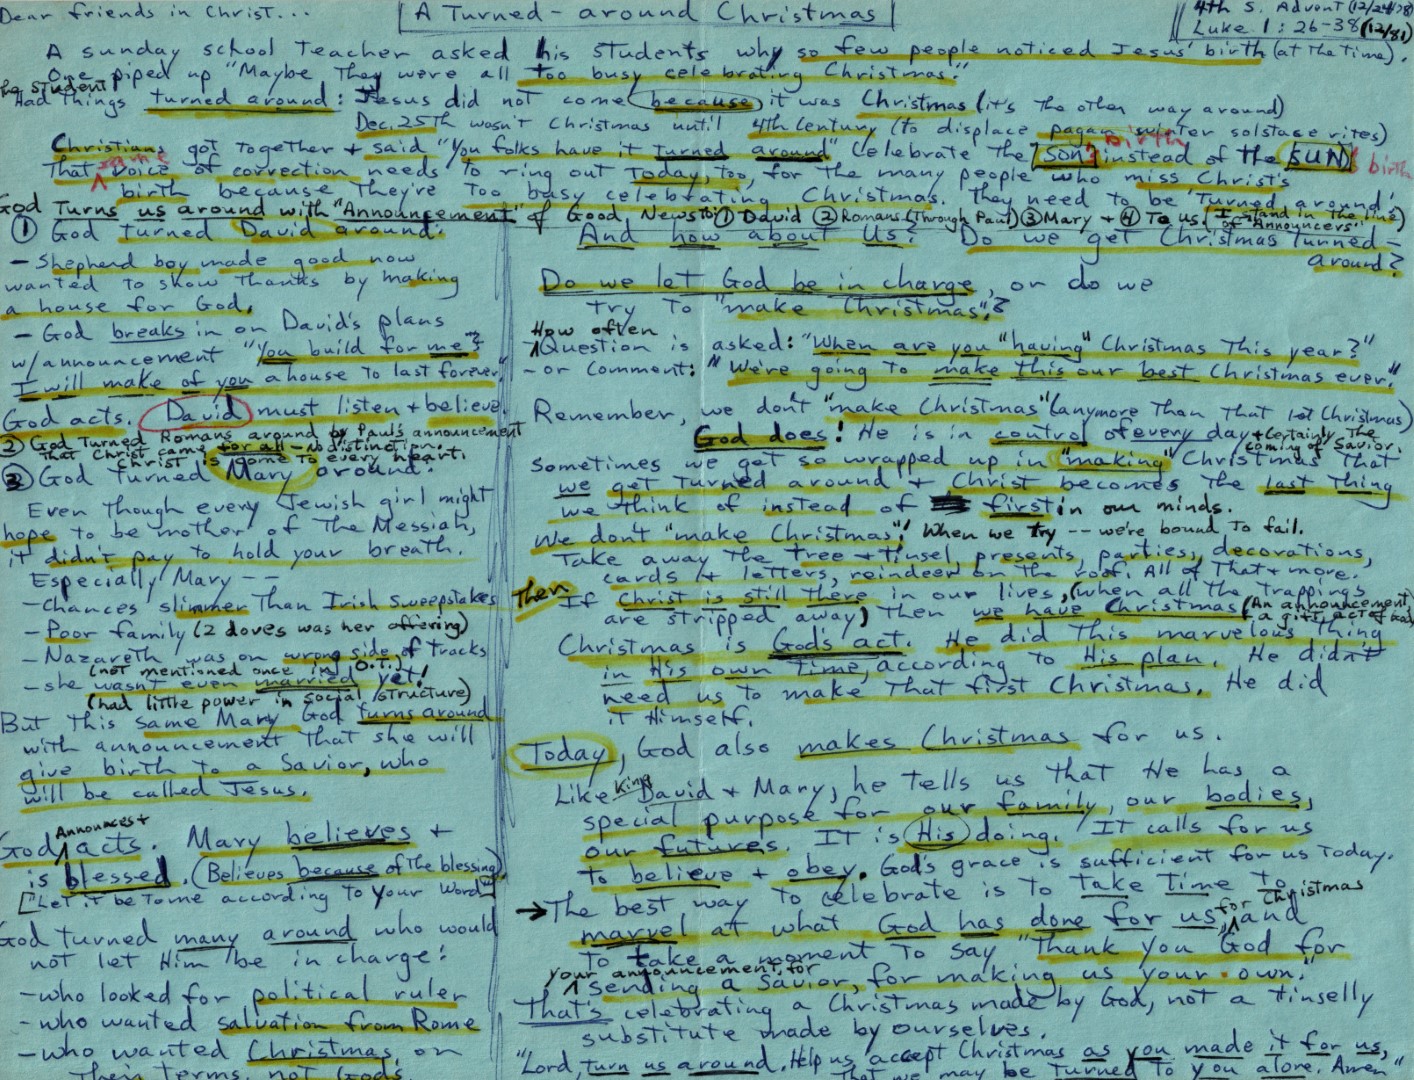 Dear friends in Christ...
A Turned-around Christmas
4th S. Advent (12/24/78)
Luke 1:26-38 (12/81)
A sunday school teacher asked his students why so few people noticed Jesus' birth (at the time).
One piped up "Maybe they were all too busy celebrating Christmas."
The student
Had things turned around: Jesus did not come because it was Christmas (it's the other way around)
Dec. 25th wasn't Christmas until 4th Century (to displace pagan winter solstace rites)
Christians got together + said "You folks have it turned around" Celebrate the Son's birth instead of the SUN's birth
That same voice of correction needs to ring out today, too, for the many people who miss Christ's
birth because they're too busy celebrating Christmas. They need to be "Turned around."
God Turns us around with "Announcement" of Good News to ① David ② Romans (Through Paul) ③ Mary + ④ To us (I stand in the line of "Announcers")
① God turned David around.
- Shepherd boy made good now
wanted to show thanks by making
a house for God.
- God breaks in on David's plans
w/announcement "You build for me?
I will make of you a house to last forever."
God acts. David must listen + believe.
② God turned Romans around by Paul's announcement
that Christ came for all - no distinction.
Christ is come to every heart.
③ God turned Mary around.
Even though every Jewish girl might
hope to be mother of the Messiah,
it didn't pay to hold your breath.
Especially Mary --
- Chances slimmer than Irish Sweepstakes
- Poor family (2 doves was her offering)
- Nazareth was on wrong side of tracks
(not mentioned once in O.T.)
- she wasn't even married yet!
(had little power in social structure)
But this same Mary God turns around
with announcement that she will
give birth to a Savior, who
will be called Jesus.
God Announces + acts. Mary believes +
is blessed. (Believes because of the blessing)
[Let it be to me according to your Word"]
God turned many around who would
not let Him be in charge:
- who looked for political ruler
- who wanted salvation from Rome
- who wanted Christmas on
Their terms, not God's.
And how about Us? Do we get Christmas turned-
around?
Do we let God be in charge, or do we
try to "make Christmas"?
How often Question is asked: "When are you "having" Christmas this year?"
- or comment: "We're going to make this our best Christmas ever."
Remember, we don't "make Christmas" (anymore than that 1st Christmas)
God does! He is in control of every day + certainly the
coming of Savior.
Sometimes we get so wrapped up in "making" Christmas that
we get turned around + Christ becomes the last thing
we think of instead of first in our minds.
We don't "make Christmas"! When we try -- we're bound to fail.
Take away the tree + tinsel, presents, parties, decorations,
cards + letters, reindeer on the roof. All of that + more.
Then If Christ is still there in our lives, (when all the trappings
are stripped away) then we have Christmas (An announcement,
a gift, act of God)
Christmas is God's act. He did this marvelous thing
in His own time, according to His plan. He didn't
need us to make that first Christmas. He did
it Himself.
Today, God also makes Christmas for us.
Like King David + Mary, he tells us that He has a
special purpose for our family, our bodies,
our futures. It is His doing. It calls for us
to believe + obey. God's grace is sufficient for us today.
→ The best way to celebrate is to take time to
marvel at what God has done for us, for Christmas and
to take a moment to say "Thank you God for
your announcement, for
sending a Savior, for making us your own."
That's celebrating a Christmas made by God, not a tinselly
substitute made by ourselves.
"Lord, turn us around. Help us accept Christmas as you made it for us,
That we may be turned to you alone. Amen"